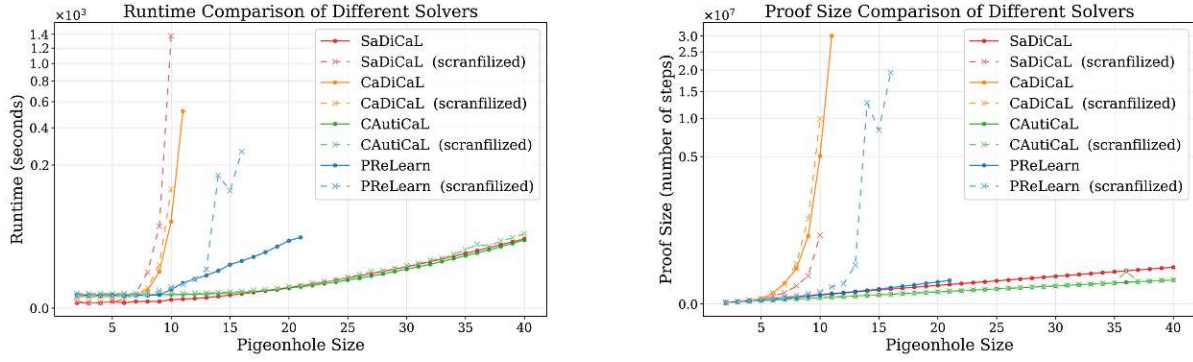 Runtime Comparison of Different Solvers
×10³
1.4
1.2
1.0
0.8
0.6
0.4
0.2
0.0
Runtime (seconds)
SaDiCaL
SaDiCaL (scranfilized)
CaDiCaL
CaDiCaL (scranfilized)
CAutiCaL
CAutiCaL (scranfilized)
PReLearn
PReLearn (scranfilized)
5 10 15 20 25 30 35 40
Pigeonhole Size
Proof Size Comparison of Different Solvers
×10⁷
3.0
2.5
2.0
1.5
1.0
0.5
0.0
Proof Size (number of steps)
SaDiCaL
SaDiCaL (scranfilized)
CaDiCaL
CaDiCaL (scranfilized)
CAutiCaL
CAutiCaL (scranfilized)
PReLearn
PReLearn (scranfilized)
5 10 15 20 25 30 35 40
Pigeonhole Size